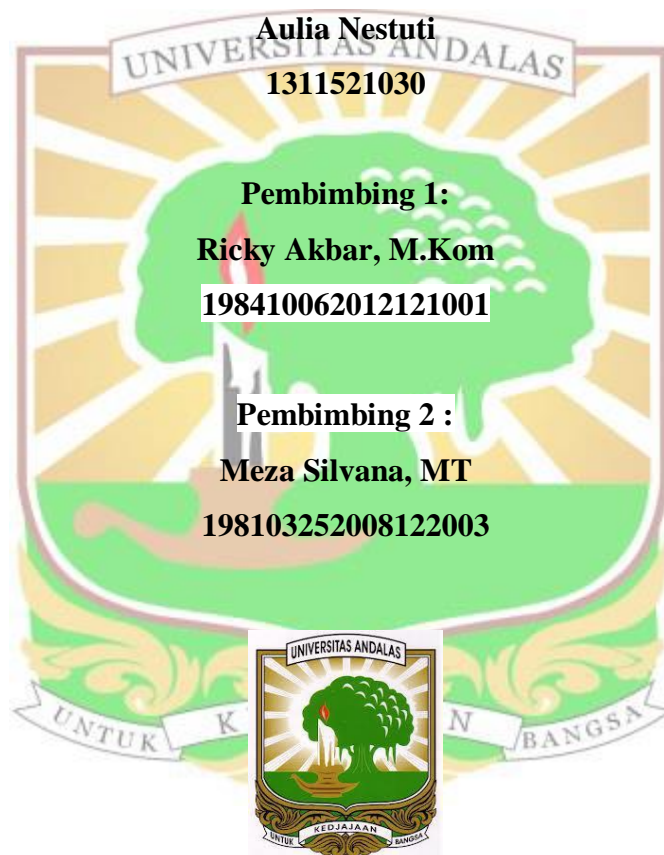 UNIVERSITAS ANDALAS
Aulia Nestuti
1311521030
Pembimbing 1:
Ricky Akbar, M.Kom
198410062012121001
Pembimbing 2 :
Meza Silvana, MT
198103252008122003
UNIVERSITAS ANDALAS
UNTUK KEDJAJAAN BANGSA
UNTUK K N BANGSA